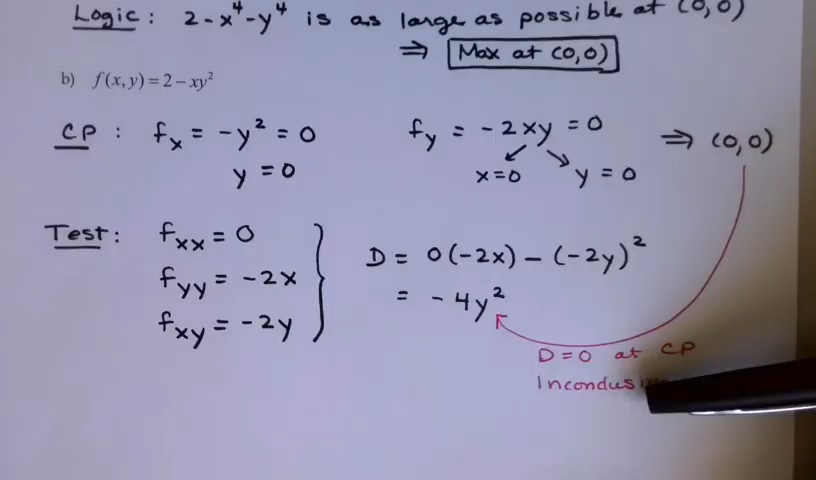 Logic: 2 - x⁴ - y⁴ is as large as possible at (0,0)
⇒ Max at (0,0)
b) f(x, y) = 2 - xy²
CP: fx = -y² = 0 fy = -2xy = 0 ⇒ (0,0)
y = 0 x=0 y = 0
Test: fxx = 0
fyy = -2x
fxy = -2y
D = 0(-2x) - (-2y)²
= -4y²
D=0 at CP